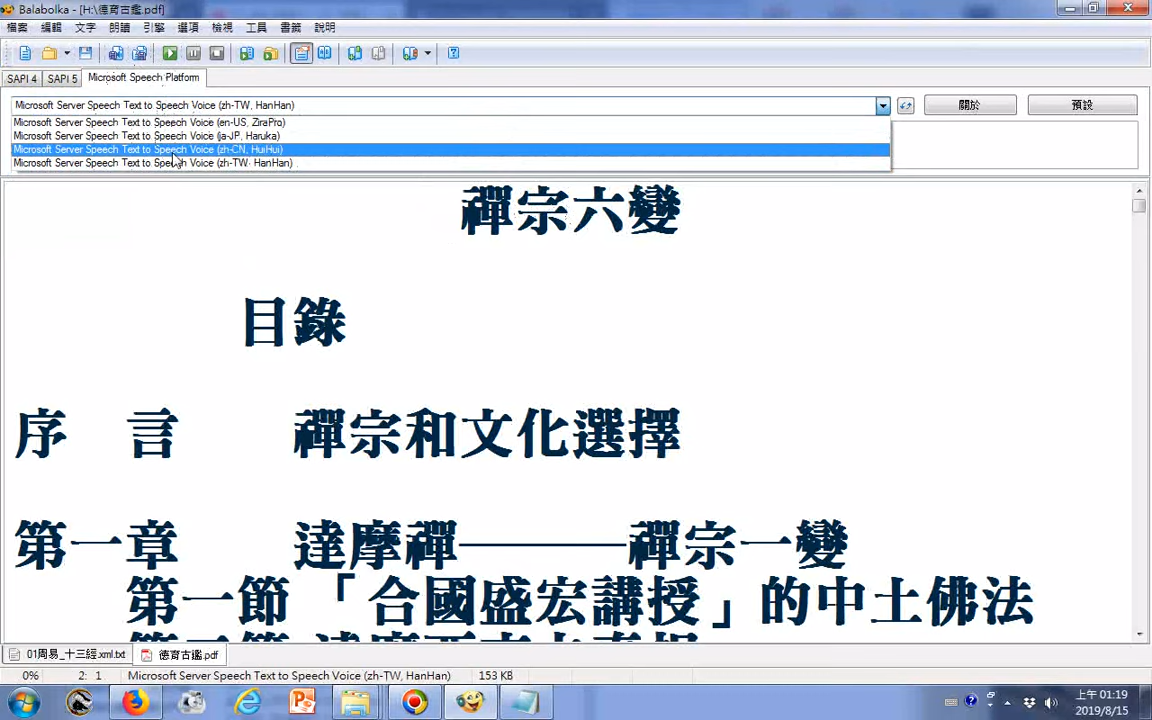 Balabolka - [H:\德育古鑑.pdf]
檔案 編輯 文字 朗讀 引擎 選項 檢視 工具 書籤 說明
SAPI 4 SAPI 5 Microsoft Speech Platform
Microsoft Server Speech Text to Speech Voice (zh-TW, HanHan) 關於 預設
Microsoft Server Speech Text to Speech Voice (en-US, ZiraPro)
Microsoft Server Speech Text to Speech Voice (ja-JP, Haruka)
Microsoft Server Speech Text to Speech Voice (zh-CN, HuiHui)
Microsoft Server Speech Text to Speech Voice (zh-TW, HanHan)
禪宗六變
目錄
序 言 禪宗和文化選擇
第一章 達摩禪————禪宗一變
第一節 「合國盛宏講授」的中土佛法
01周易_十三經.xml.txt 德育古鑑.pdf
0% 2: 1 Microsoft Server Speech Text to Speech Voice (zh-TW, HanHan) 153 KB
上午 01:19
2019/8/15